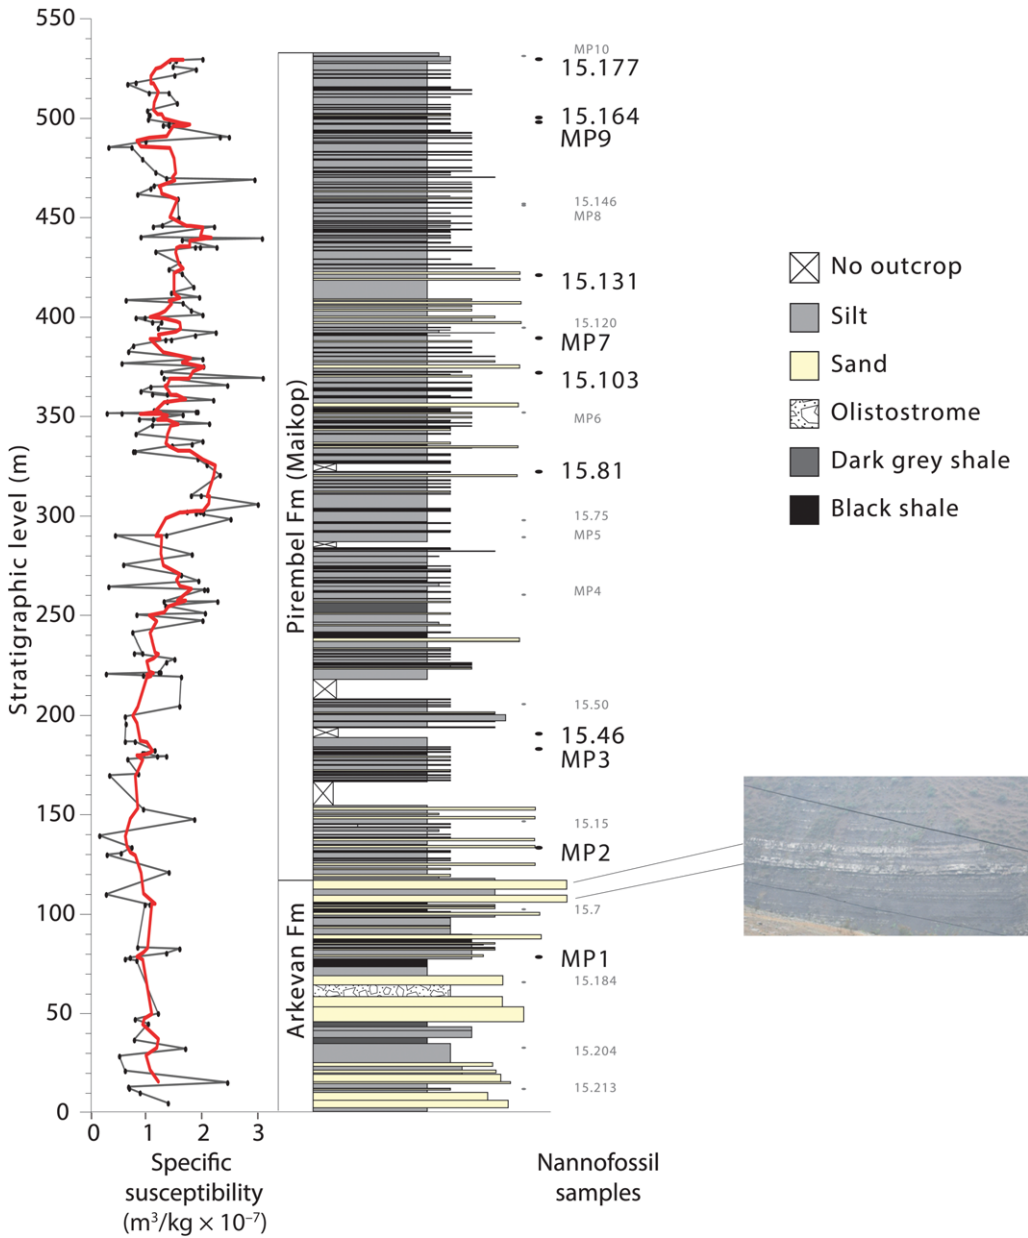 550
500
450
400
350
300
250
200
150
100
50
0
Stratigraphic level (m)
0 1 2 3
Specific
susceptibility
(m³/kg × 10⁻⁷)
Pirembel Fm (Maikop)
Arkevan Fm
MP10
15.177
15.164
MP9
15.146
MP8
15.131
15.120
MP7
15.103
MP6
15.81
15.75
MP5
MP4
15.50
15.46
MP3
15.15
MP2
15.7
MP1
15.184
15.204
15.213
Nannofossil
samples
No outcrop
Silt
Sand
Olistostrome
Dark grey shale
Black shale